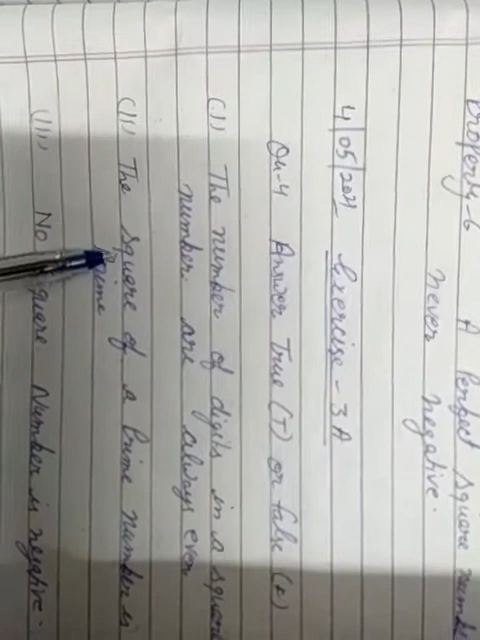 Property-6 A Perfect square numbe
never negative.
4/05/2021 Exercise - 3A
Qu-4 Answer True (T) or false (F)
(I) The number of digits in a square
number are always even
(II) The square of a Prime number is
Prime
(III) No square Number is negative.